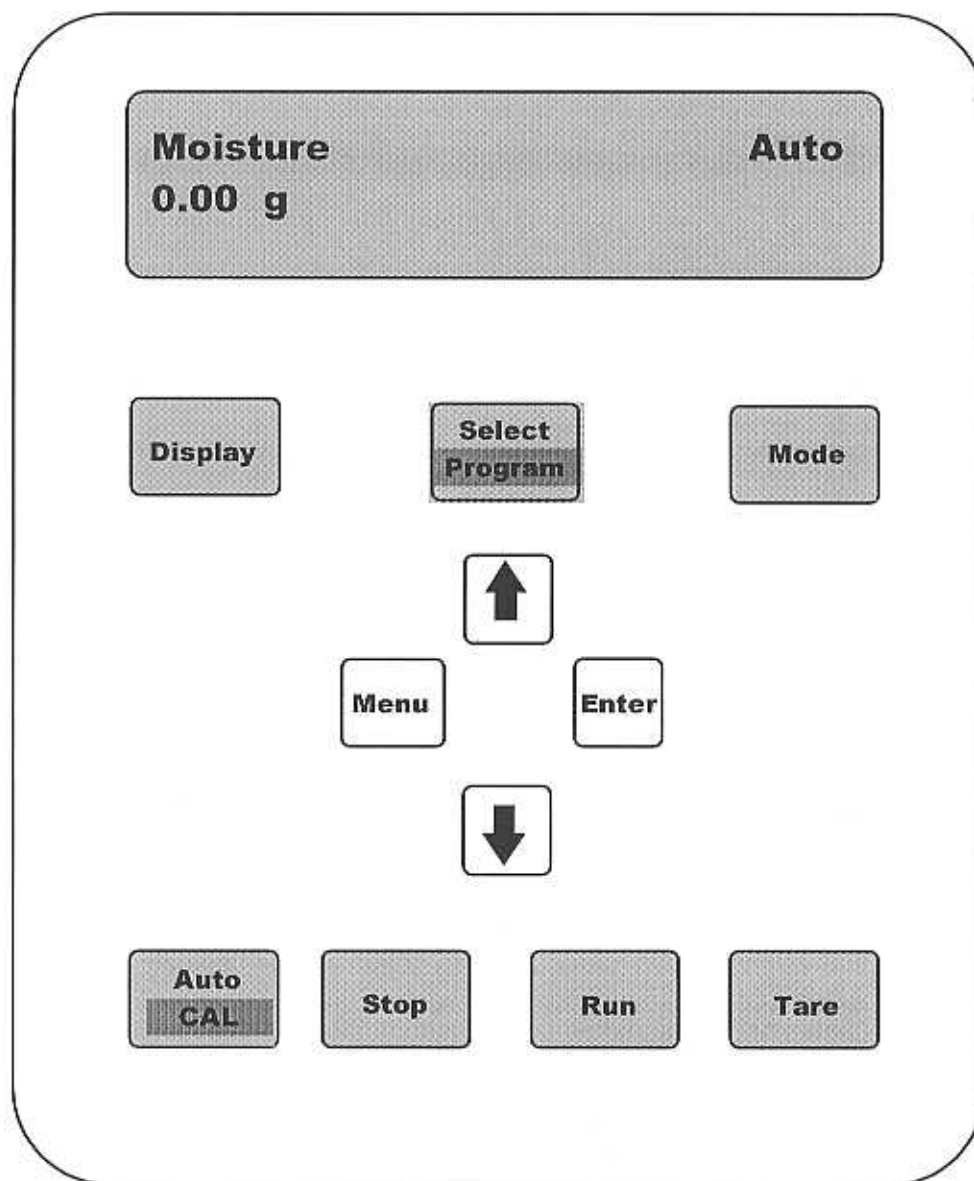 Moisture Auto
0.00 g
Display
Select
Program
Mode
Menu
Enter
Auto
CAL
Stop
Run
Tare